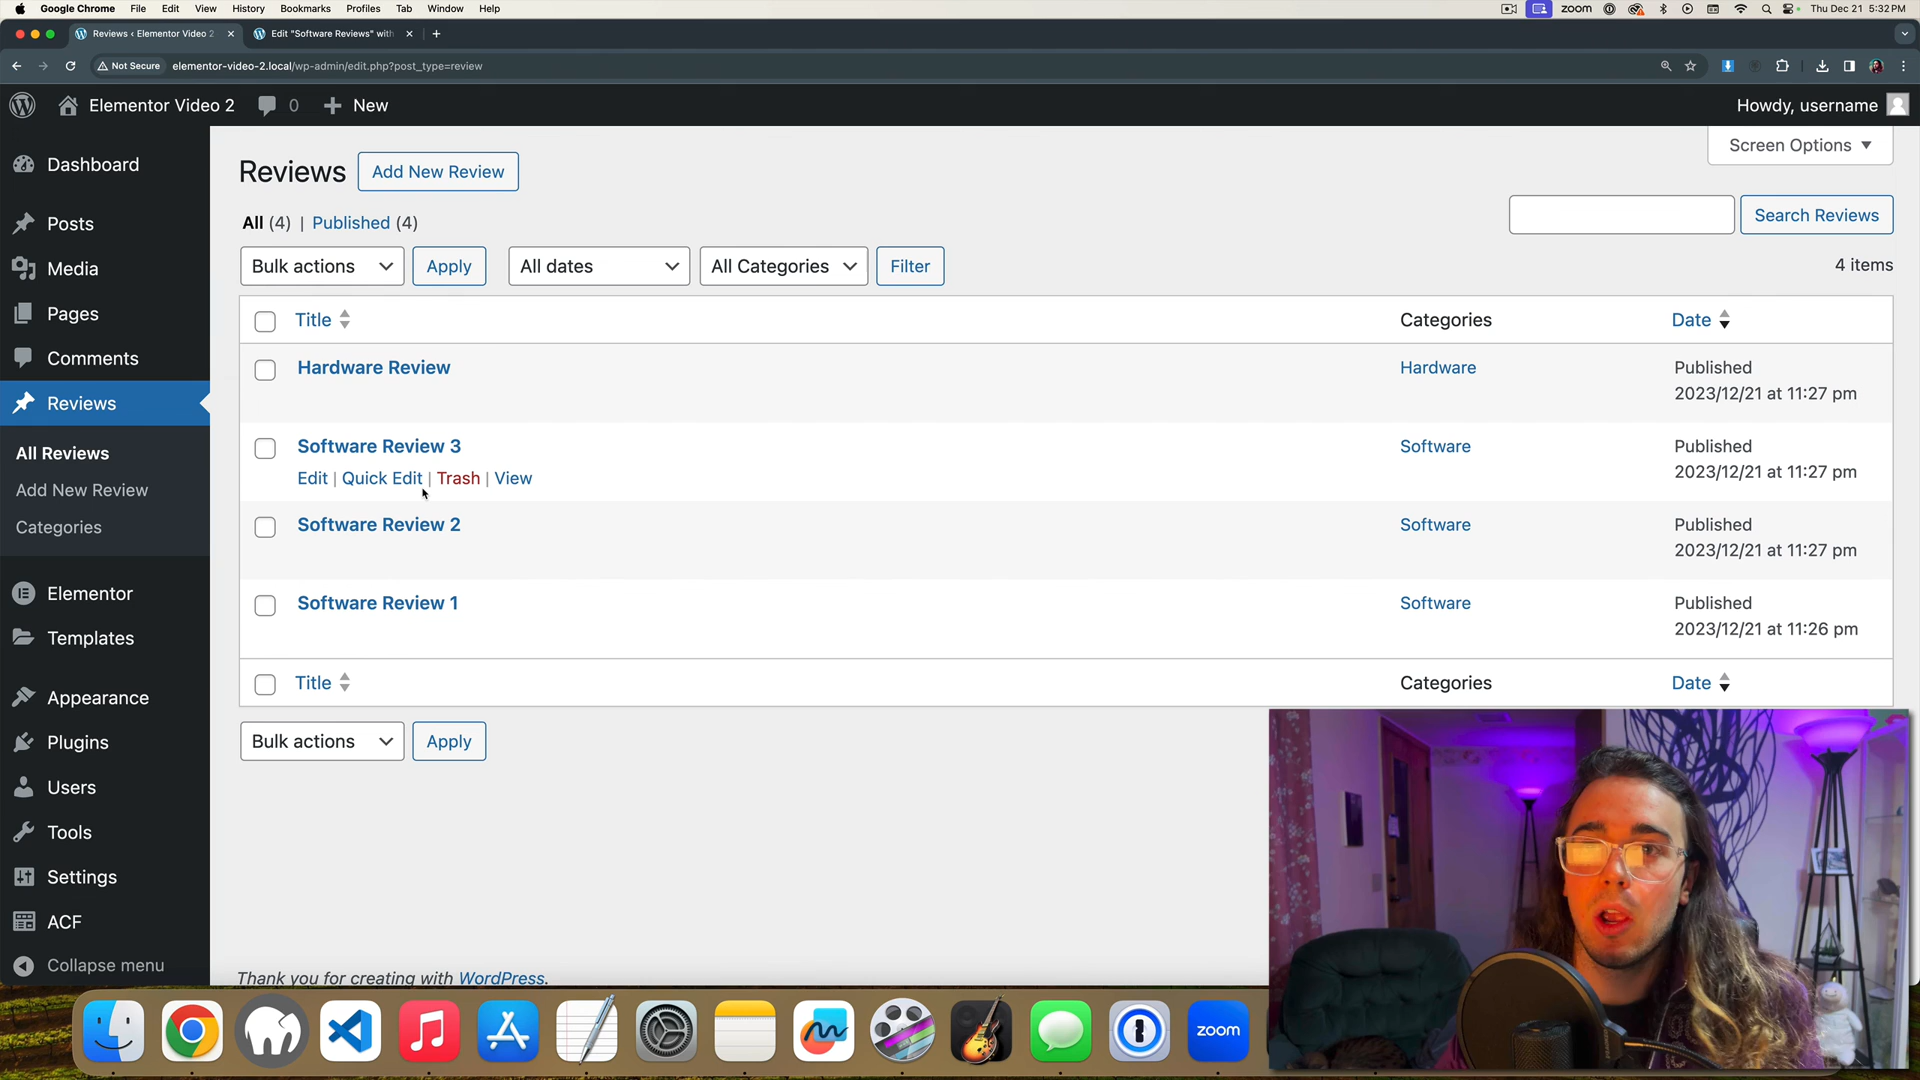 Google Chrome File Edit View History Bookmarks Profiles Tab Window Help zoom Thu Dec 21 5:32 PM
Reviews ‹ Elementor Video 2 Edit "Software Reviews" with
Not Secure elementor-video-2.local/wp-admin/edit.php?post_type=review
Elementor Video 2 0 New Howdy, username
Screen Options
Dashboard
Posts
Media
Pages
Comments
Reviews
All Reviews
Add New Review
Categories
Elementor
Templates
Appearance
Plugins
Users
Tools
Settings
ACF
Collapse menu
Reviews Add New Review
All (4) | Published (4)
Search Reviews
Bulk actions Apply All dates All Categories Filter 4 items
Title Categories Date
Hardware Review Hardware Published
2023/12/21 at 11:27 pm
Software Review 3 Software Published
Edit | Quick Edit | Trash | View 2023/12/21 at 11:27 pm
Software Review 2 Software Published
2023/12/21 at 11:27 pm
Software Review 1 Software Published
2023/12/21 at 11:26 pm
Title Categories Date
Bulk actions Apply
Thank you for creating with WordPress.
zoom